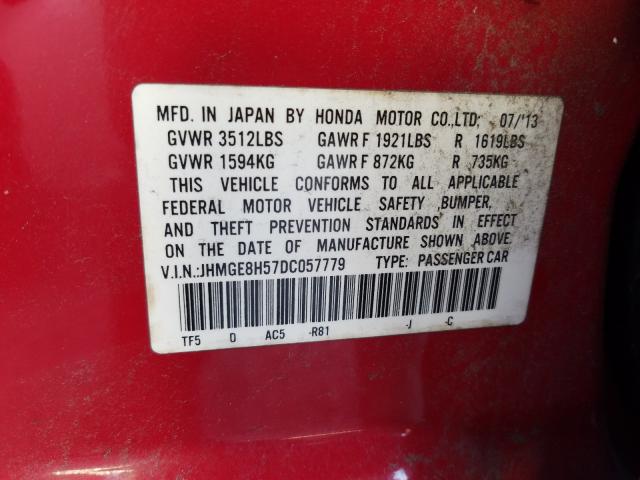 MFD. IN JAPAN BY HONDA MOTOR CO.,LTD; 07/'13
GVWR 3512LBS GAWR F 1921LBS R 1619LBS
GVWR 1594KG GAWR F 872KG R 735KG
THIS VEHICLE CONFORMS TO ALL APPLICABLE
FEDERAL MOTOR VEHICLE SAFETY ,BUMPER,
AND THEFT PREVENTION STANDARDS IN EFFECT
ON THE DATE OF MANUFACTURE SHOWN ABOVE.
V.I.N.:JHMGE8H57DC057779 TYPE: PASSENGER CAR
TF5 0 AC5 -R81 -J -C